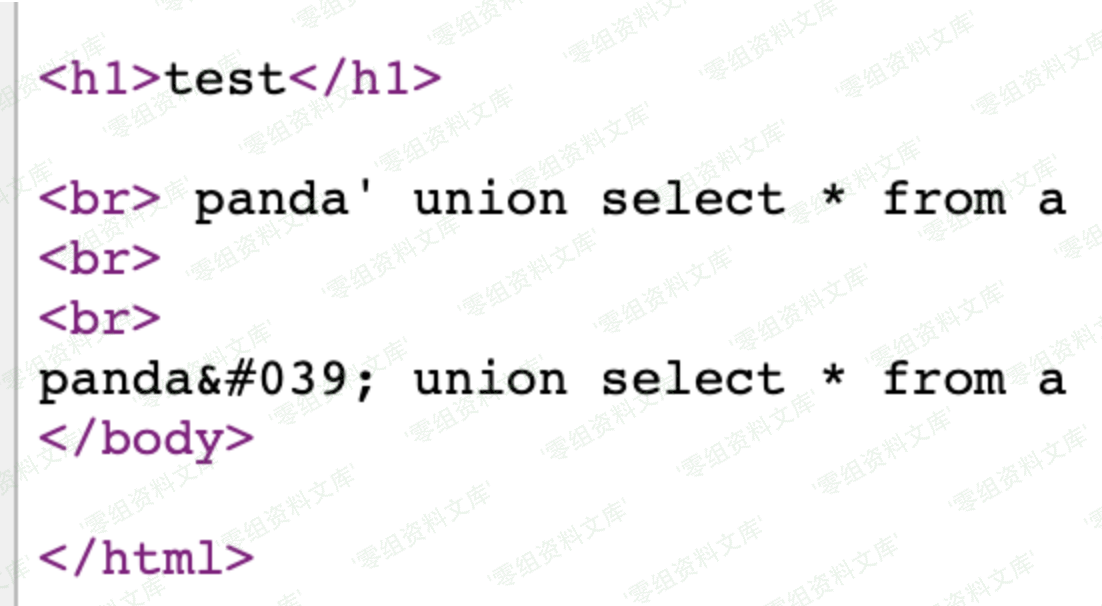 <h1>test</h1>
<br> panda' union select * from a
<br>
<br>
panda&#039; union select * from a
</body>
</html>
'零组资料文库'